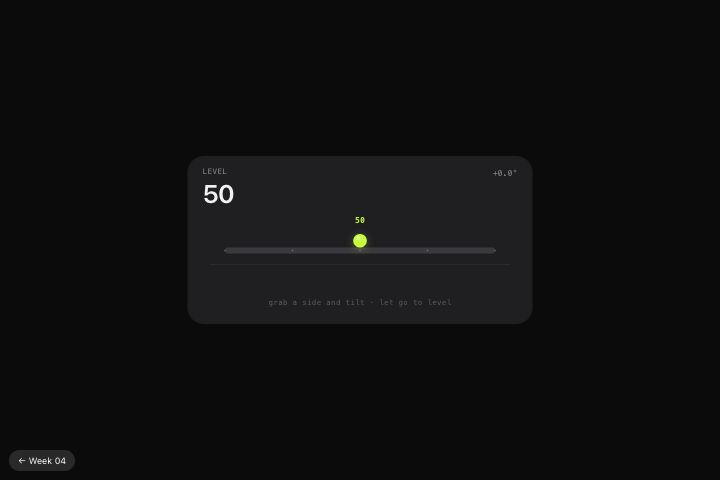 LEVEL
+0.0°
50
50
grab a side and tilt · let go to level
← Week 04